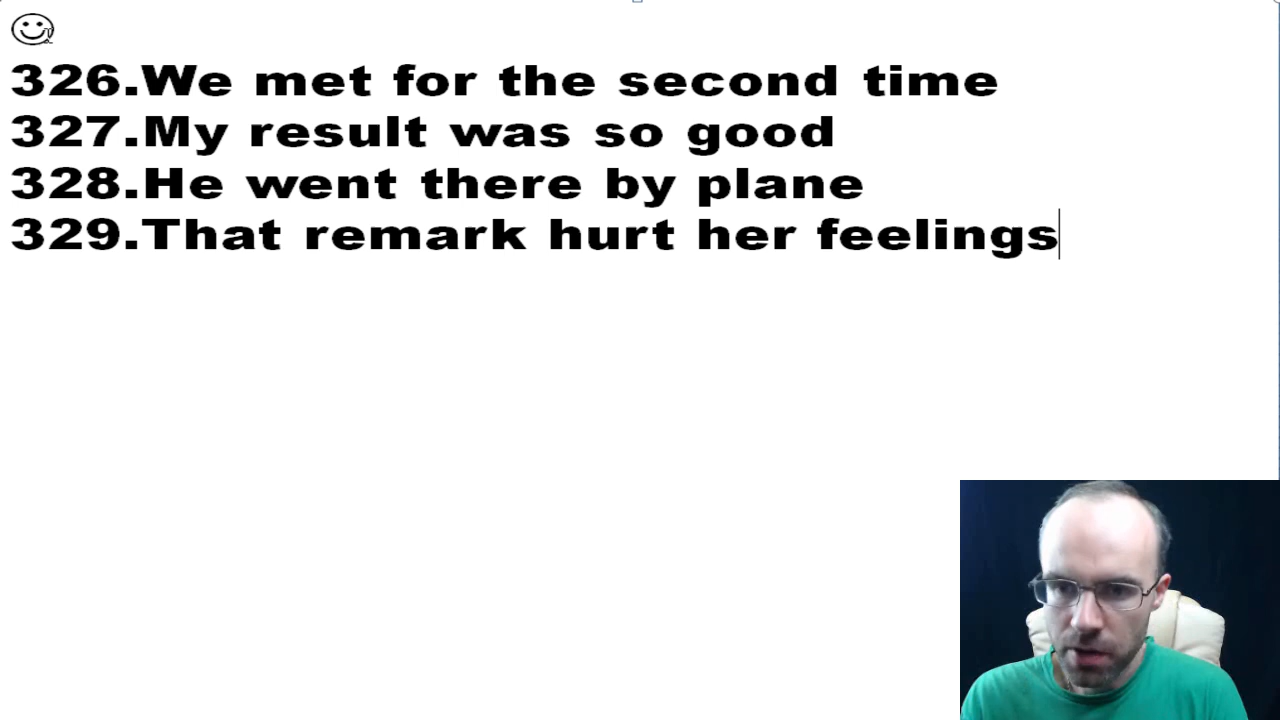 326.We met for the second time
327.My result was so good
328.He went there by plane
329.That remark hurt her feelings